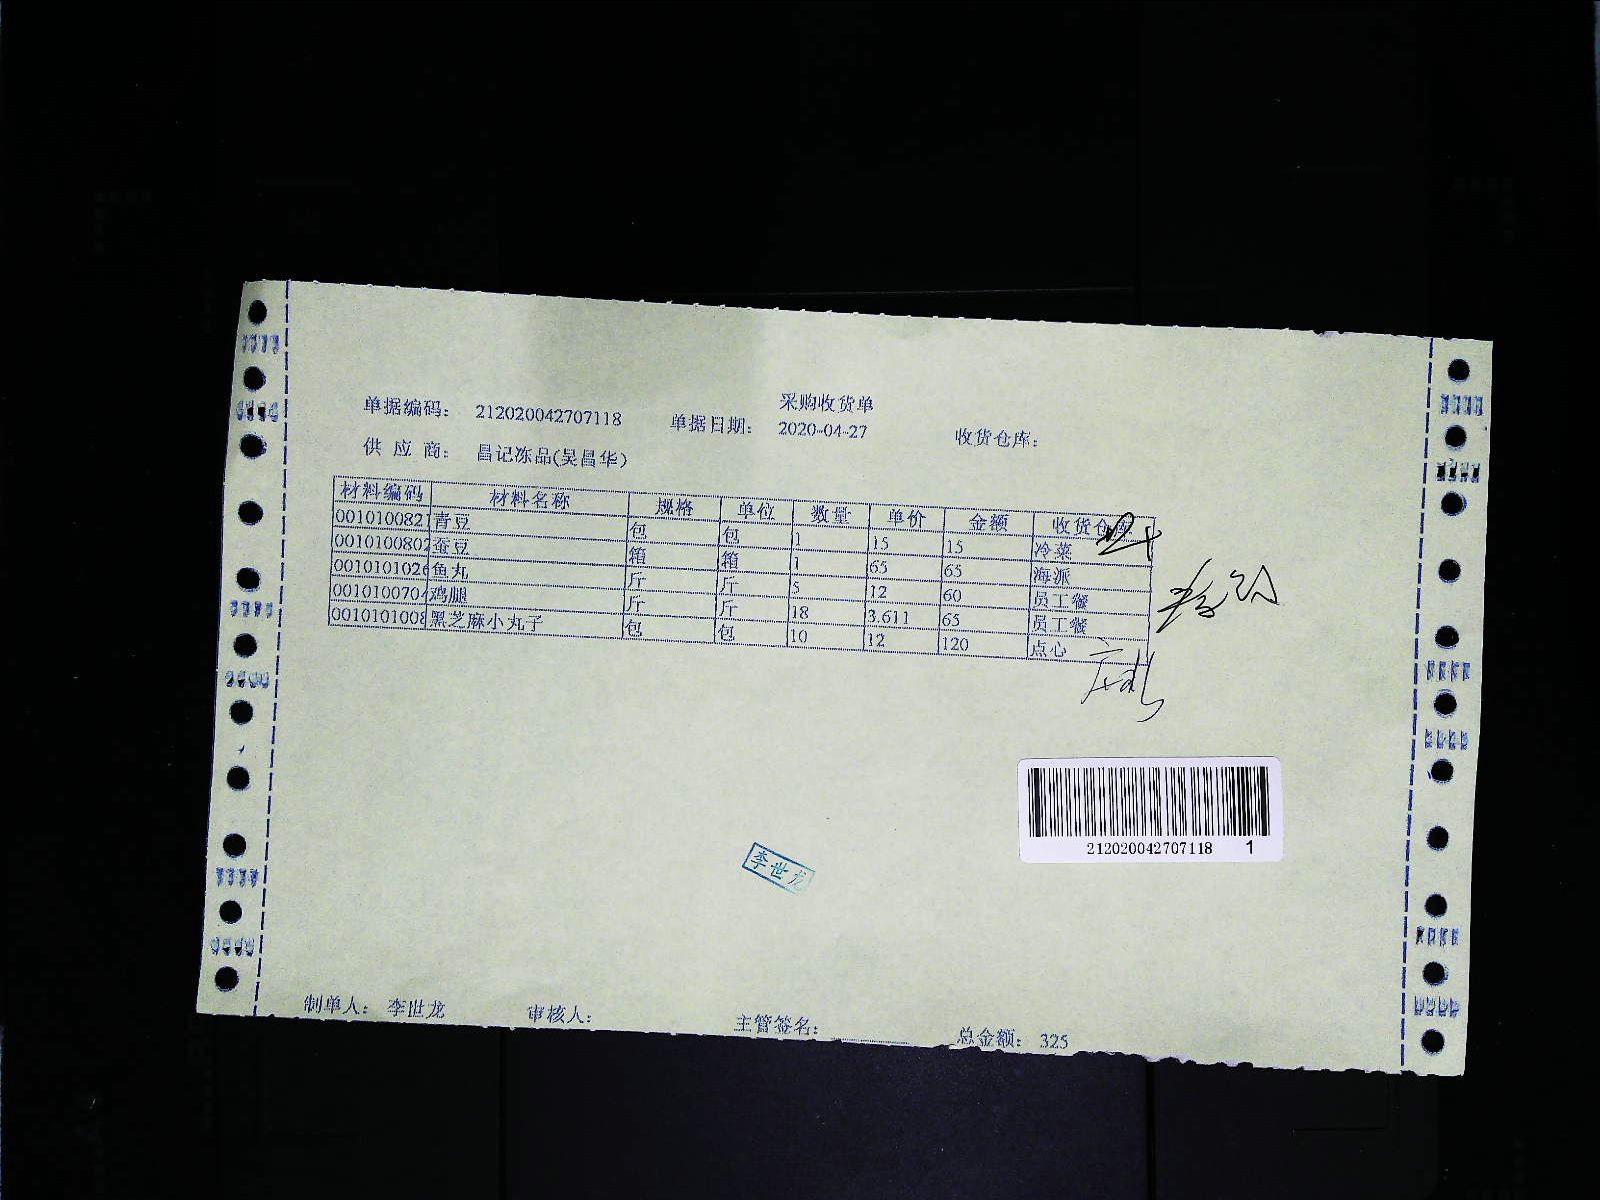 采购收货单
单据编码： 212020042707118 单据日期： 2020-04-27 收货仓库：
供 应 商： 昌记冻品(吴昌华)
材料编码 材料名称 规格 单位 数量 单价 金额 收货仓库
0010100821 青豆 包 包 1 15 15 冷菜
0010100802 蚕豆 箱 箱 1 65 65 海派
0010101026 鱼丸 斤 斤 5 12 60 员工餐
0010100704 鸡腿 斤 斤 18 3.611 65 员工餐
0010101008 黑芝麻小丸子 包 包 10 12 120 点心
212020042707118 1
李世龙
制单人： 李世龙 审核人： 主管签名： 总金额： 325